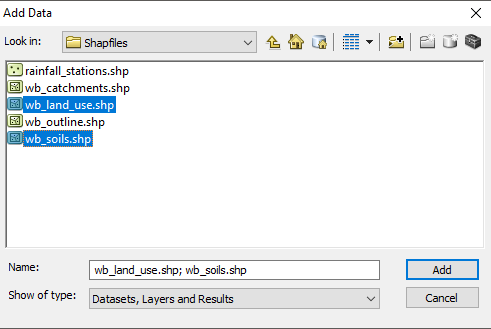 Add Data
Look in: Shapfiles
rainfall_stations.shp
wb_catchments.shp
wb_land_use.shp
wb_outline.shp
wb_soils.shp
Name: wb_land_use.shp; wb_soils.shp Add
Show of type: Datasets, Layers and Results Cancel